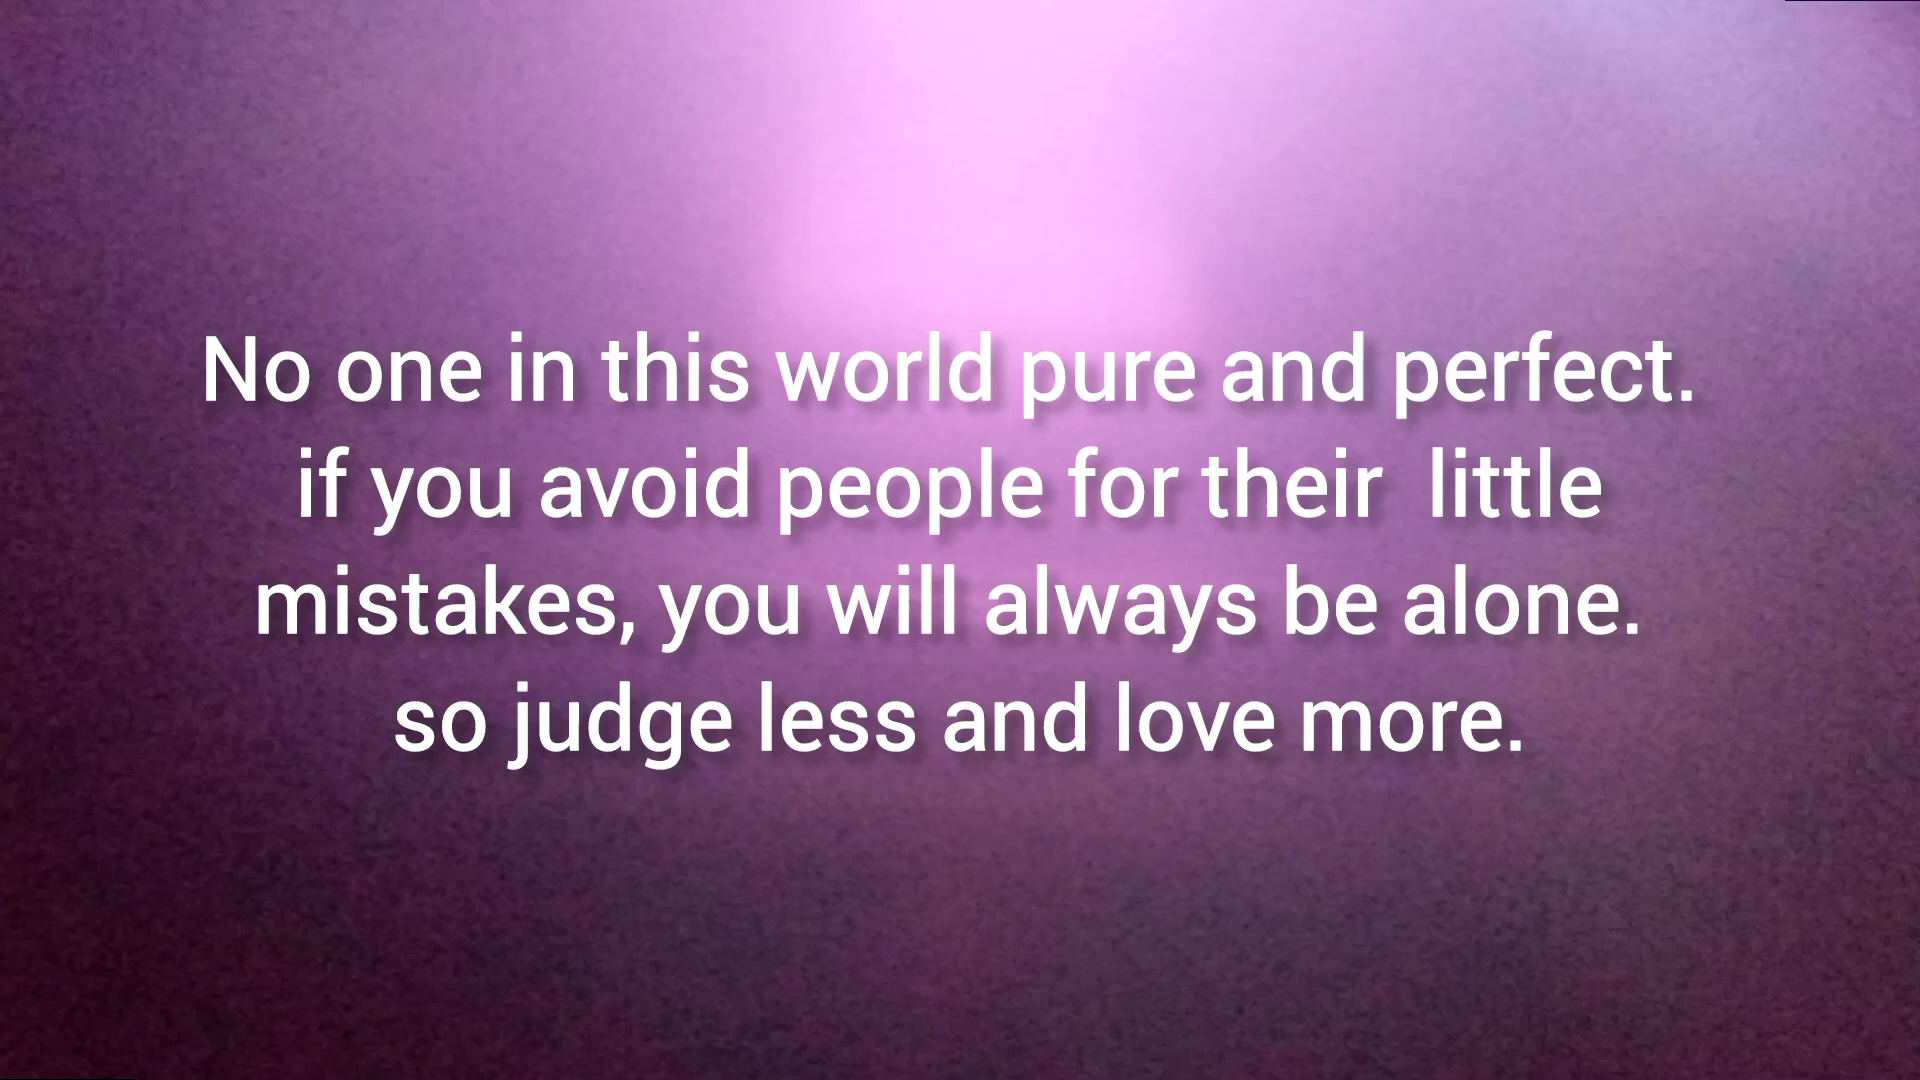 No one in this world pure and perfect.
if you avoid people for their  little
mistakes, you will always be alone.
so judge less and love more.